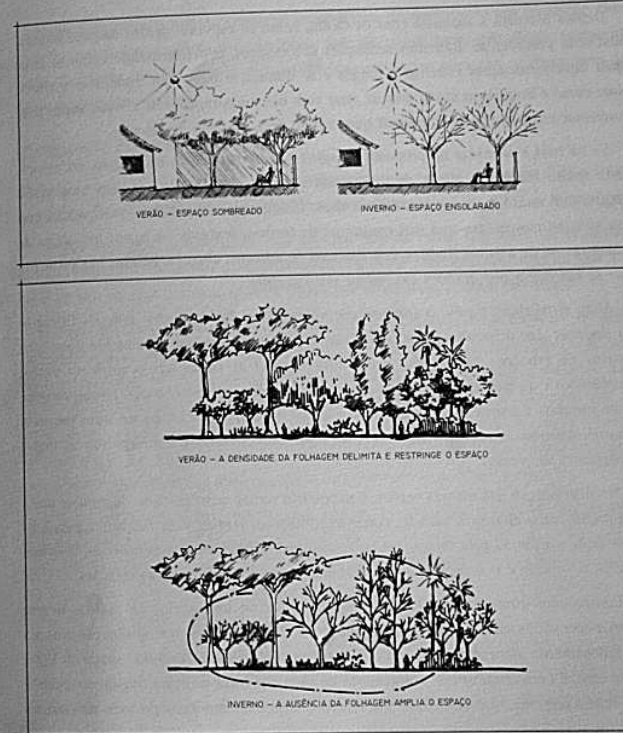 VERÃO – ESPAÇO SOMBREADO
INVERNO – ESPAÇO ENSOLARADO
VERÃO – A DENSIDADE DA FOLHAGEM DELIMITA E RESTRINGE O ESPAÇO
INVERNO – A AUSÊNCIA DA FOLHAGEM AMPLIA O ESPAÇO